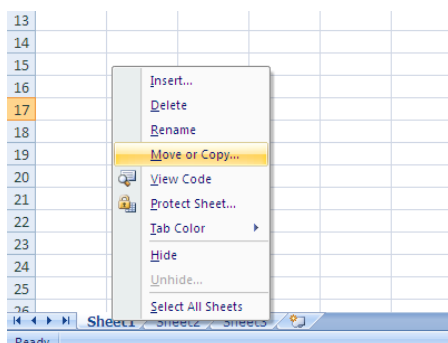 13
14
15
16
17
18
19
20
21
22
23
24
25
26
Insert...
Delete
Rename
Move or Copy...
View Code
Protect Sheet...
Tab Color
Hide
Unhide...
Select All Sheets
Sheet1 Sheet2 Sheet3
Ready